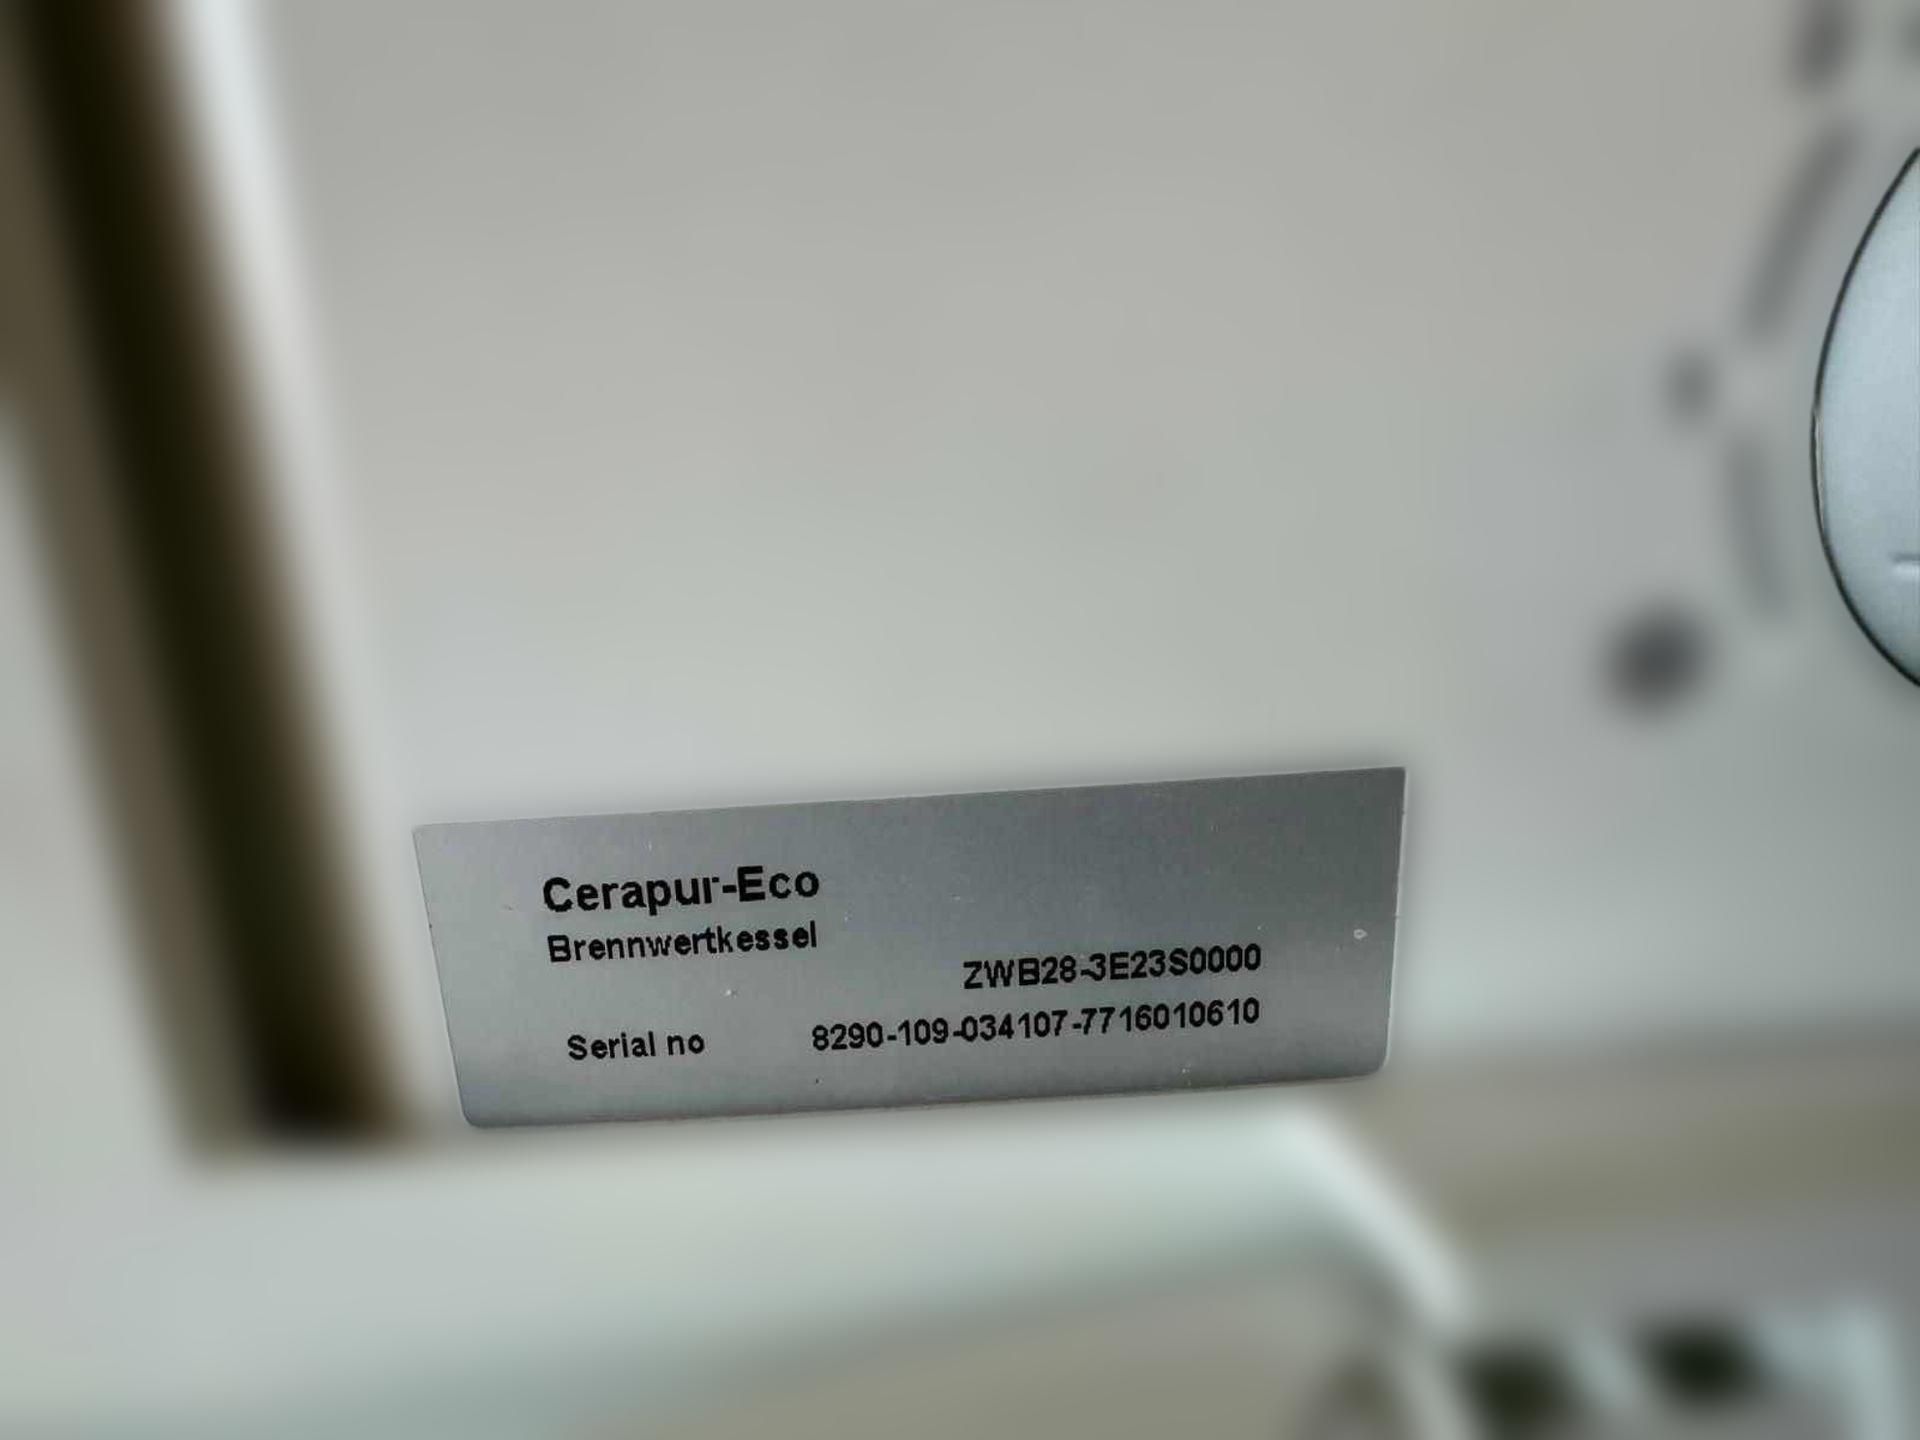 Cerapur-Eco
Brennwertkessel
ZWB28-3E23S0000
Serial no 8290-109-034107-7716010610